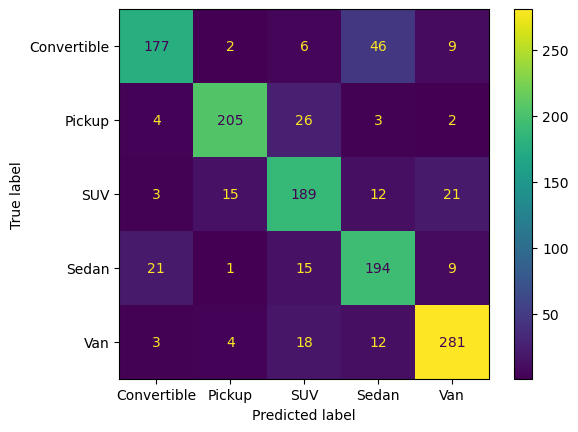 Convertible 177 2 6 46 9
Pickup 4 205 26 3 2
SUV 3 15 189 12 21
Sedan 21 1 15 194 9
Van 3 4 18 12 281
Convertible Pickup SUV Sedan Van
Predicted label
True label
250
200
150
100
50